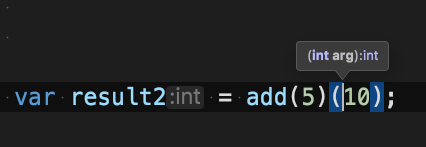 (int arg):int
var result2:int = add(5)(10);